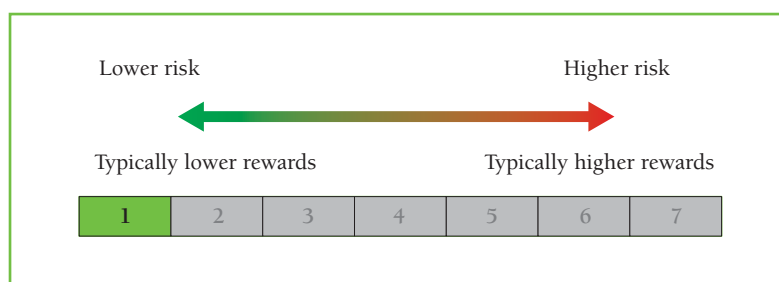 Lower risk Higher risk
Typically lower rewards Typically higher rewards
1 2 3 4 5 6 7